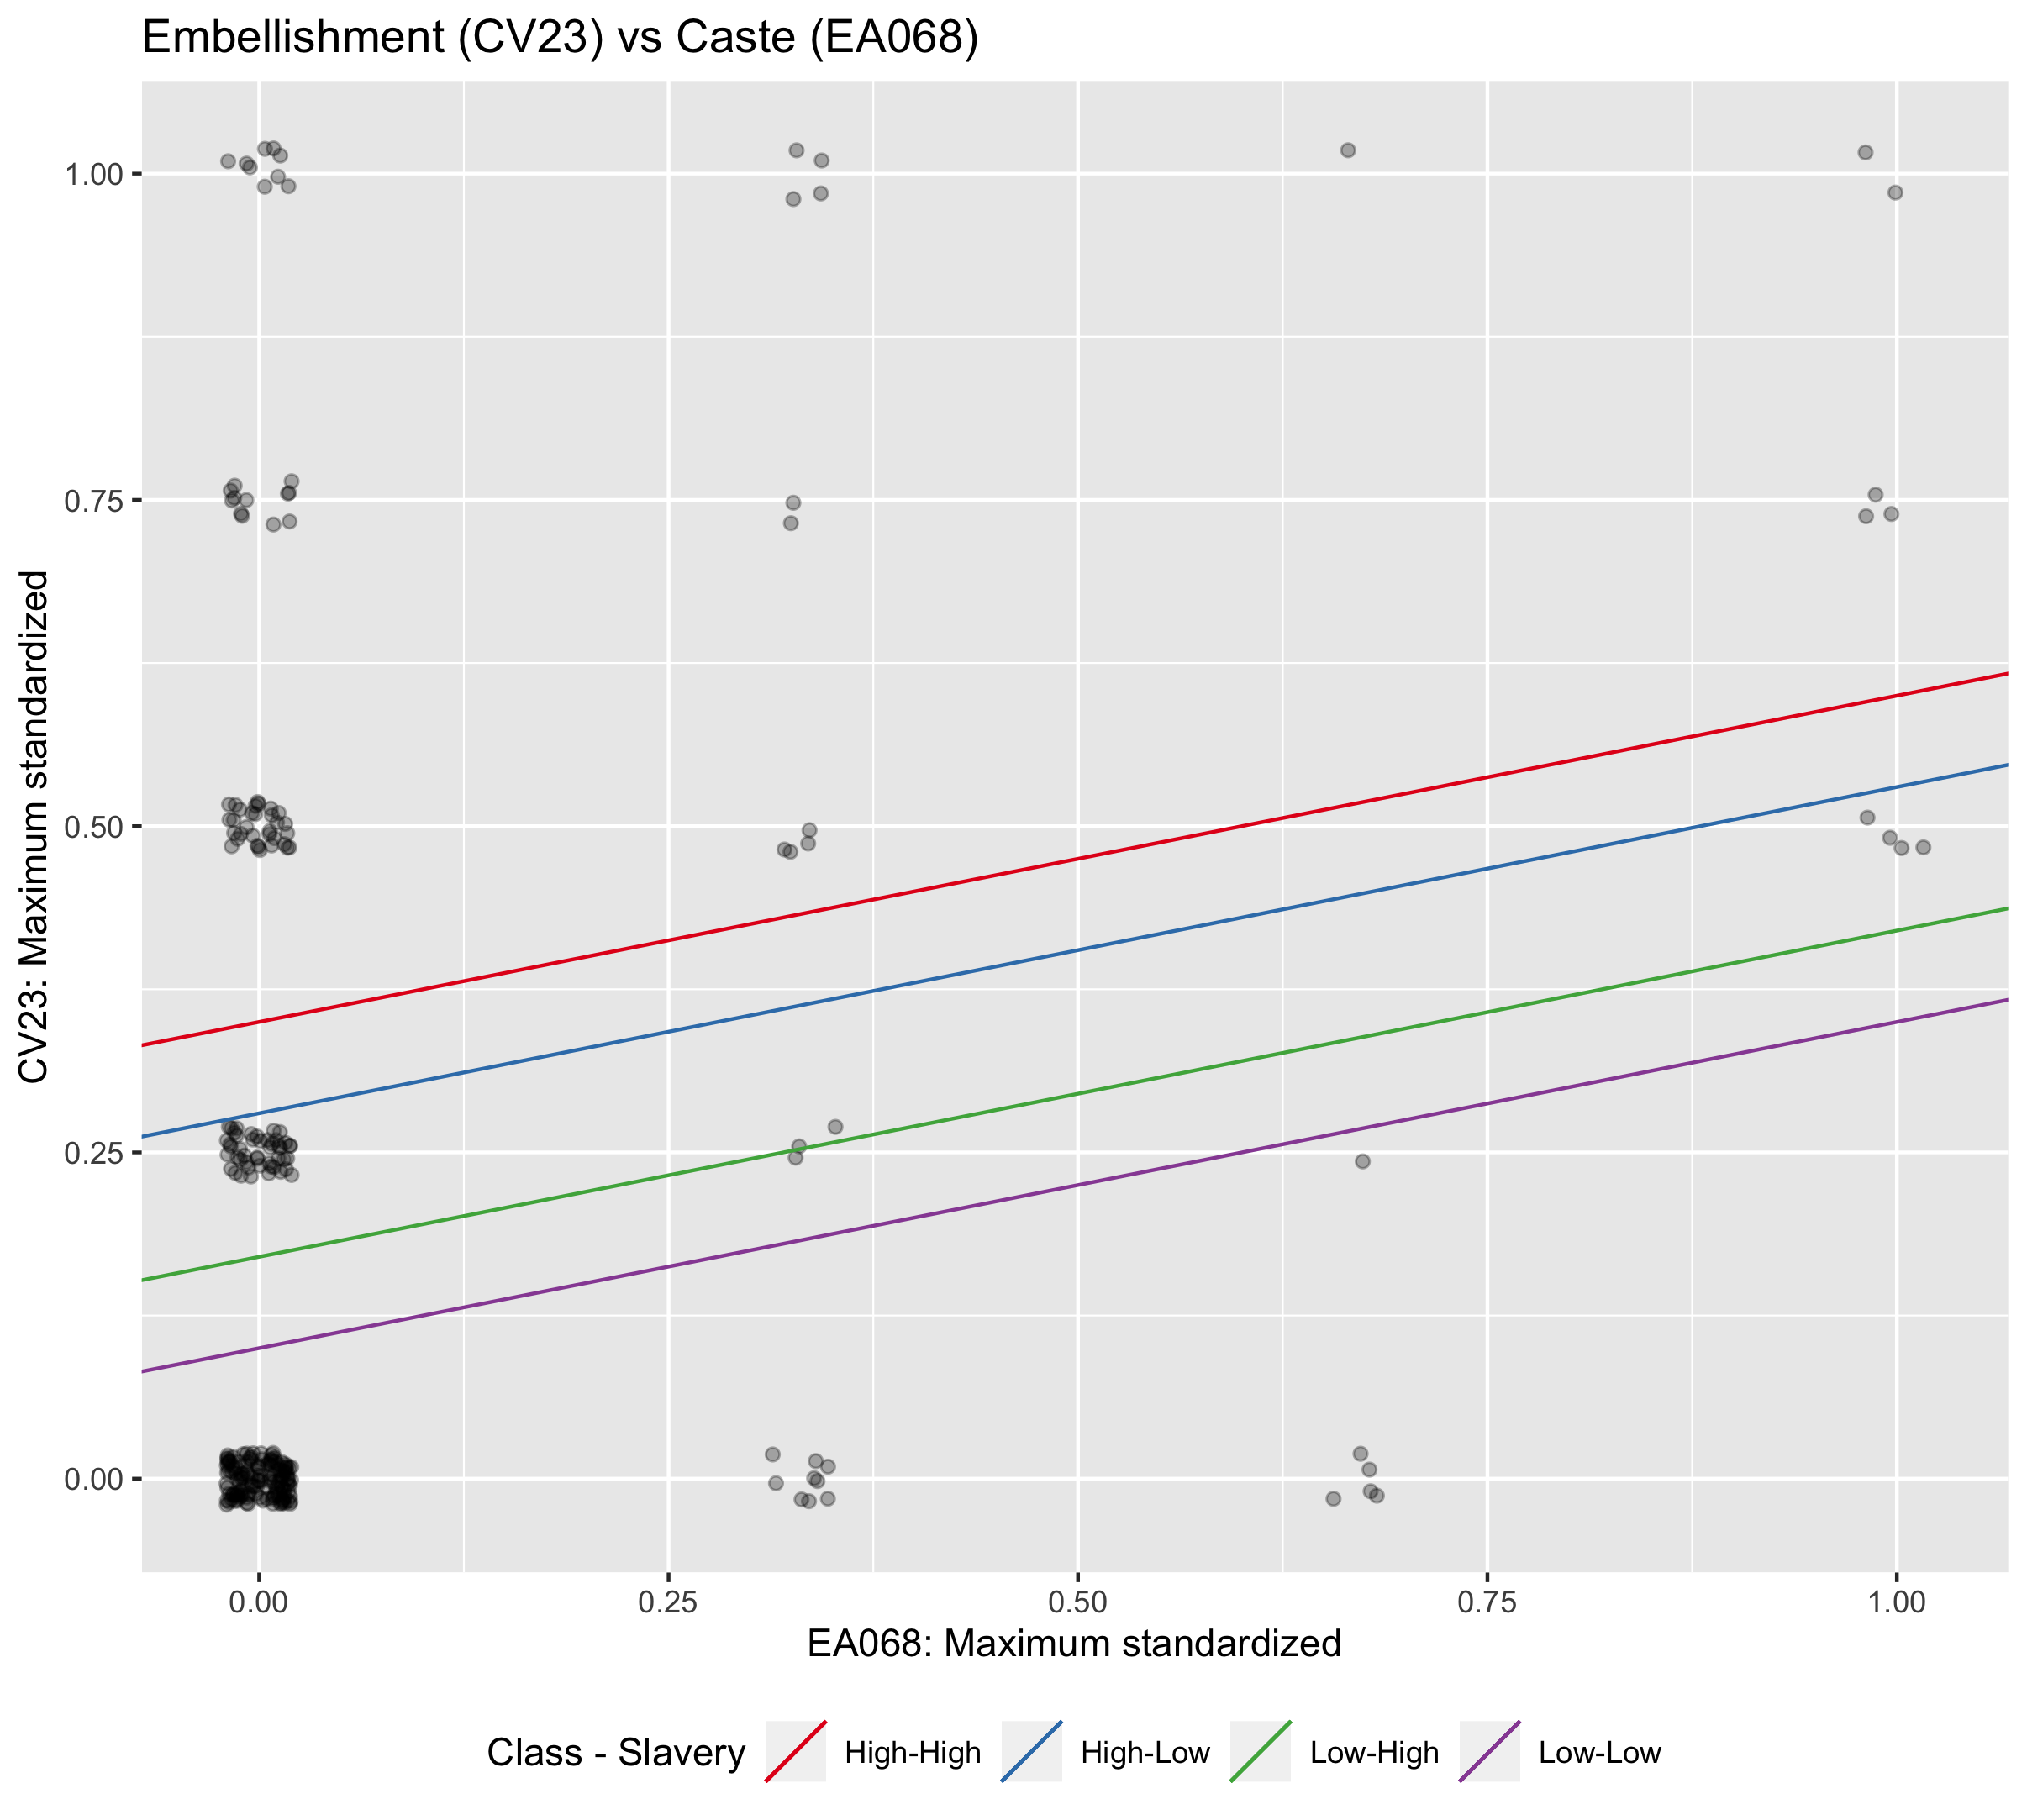 Embellishment (CV23) vs Caste (EA068)
CV23: Maximum standardized
1.00
0.75
0.50
0.25
0.00
0.00 0.25 0.50 0.75 1.00
EA068: Maximum standardized
Class - Slavery High-High High-Low Low-High Low-Low